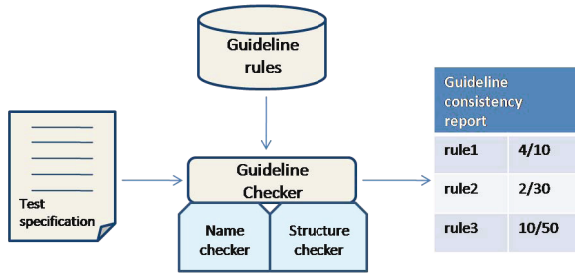 Guideline
rules
Test
specification
Guideline
Checker
Name
checker
Structure
checker
Guideline
consistency
report
rule1 4/10
rule2 2/30
rule3 10/50